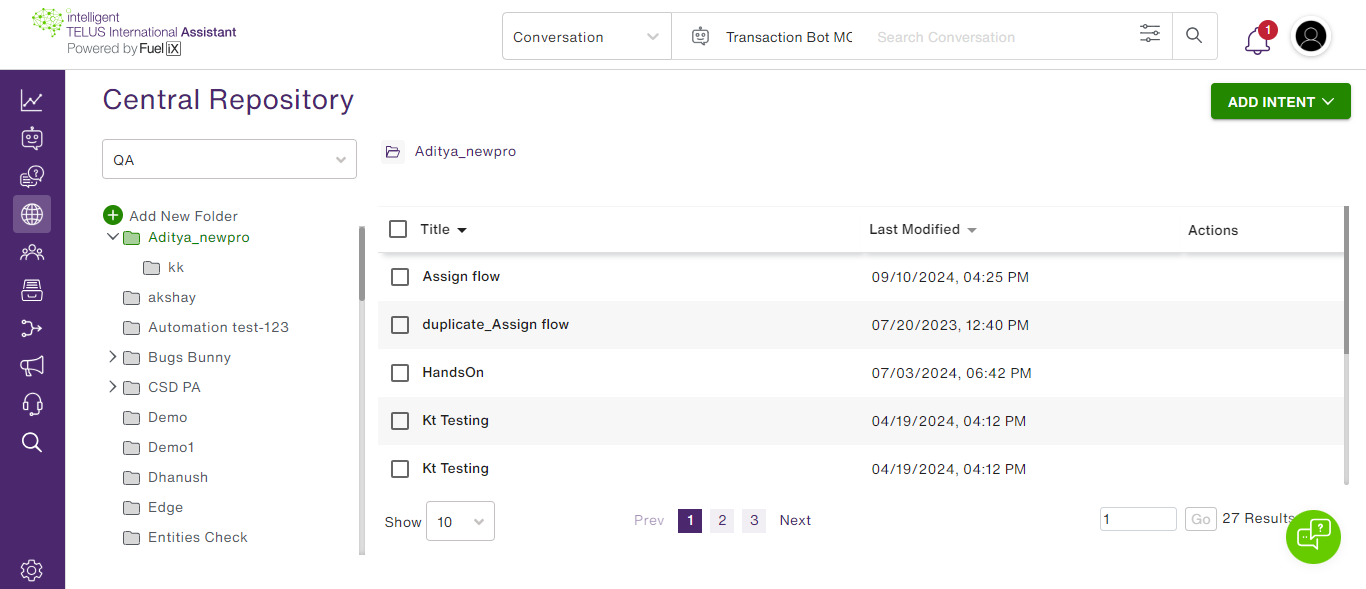 intelligent
TELUS International Assistant
Powered by Fuel iX
Conversation
Transaction Bot MC
Search Conversation
1
Central Repository
ADD INTENT
QA
Aditya_newpro
Add New Folder
Aditya_newpro
kk
akshay
Automation test-123
Bugs Bunny
CSD PA
Demo
Demo1
Dhanush
Edge
Entities Check
Title Last Modified Actions
Assign flow 09/10/2024, 04:25 PM
duplicate_Assign flow 07/20/2023, 12:40 PM
HandsOn 07/03/2024, 06:42 PM
Kt Testing 04/19/2024, 04:12 PM
Kt Testing 04/19/2024, 04:12 PM
Show 10 Prev 1 2 3 Next 1 Go 27 Results